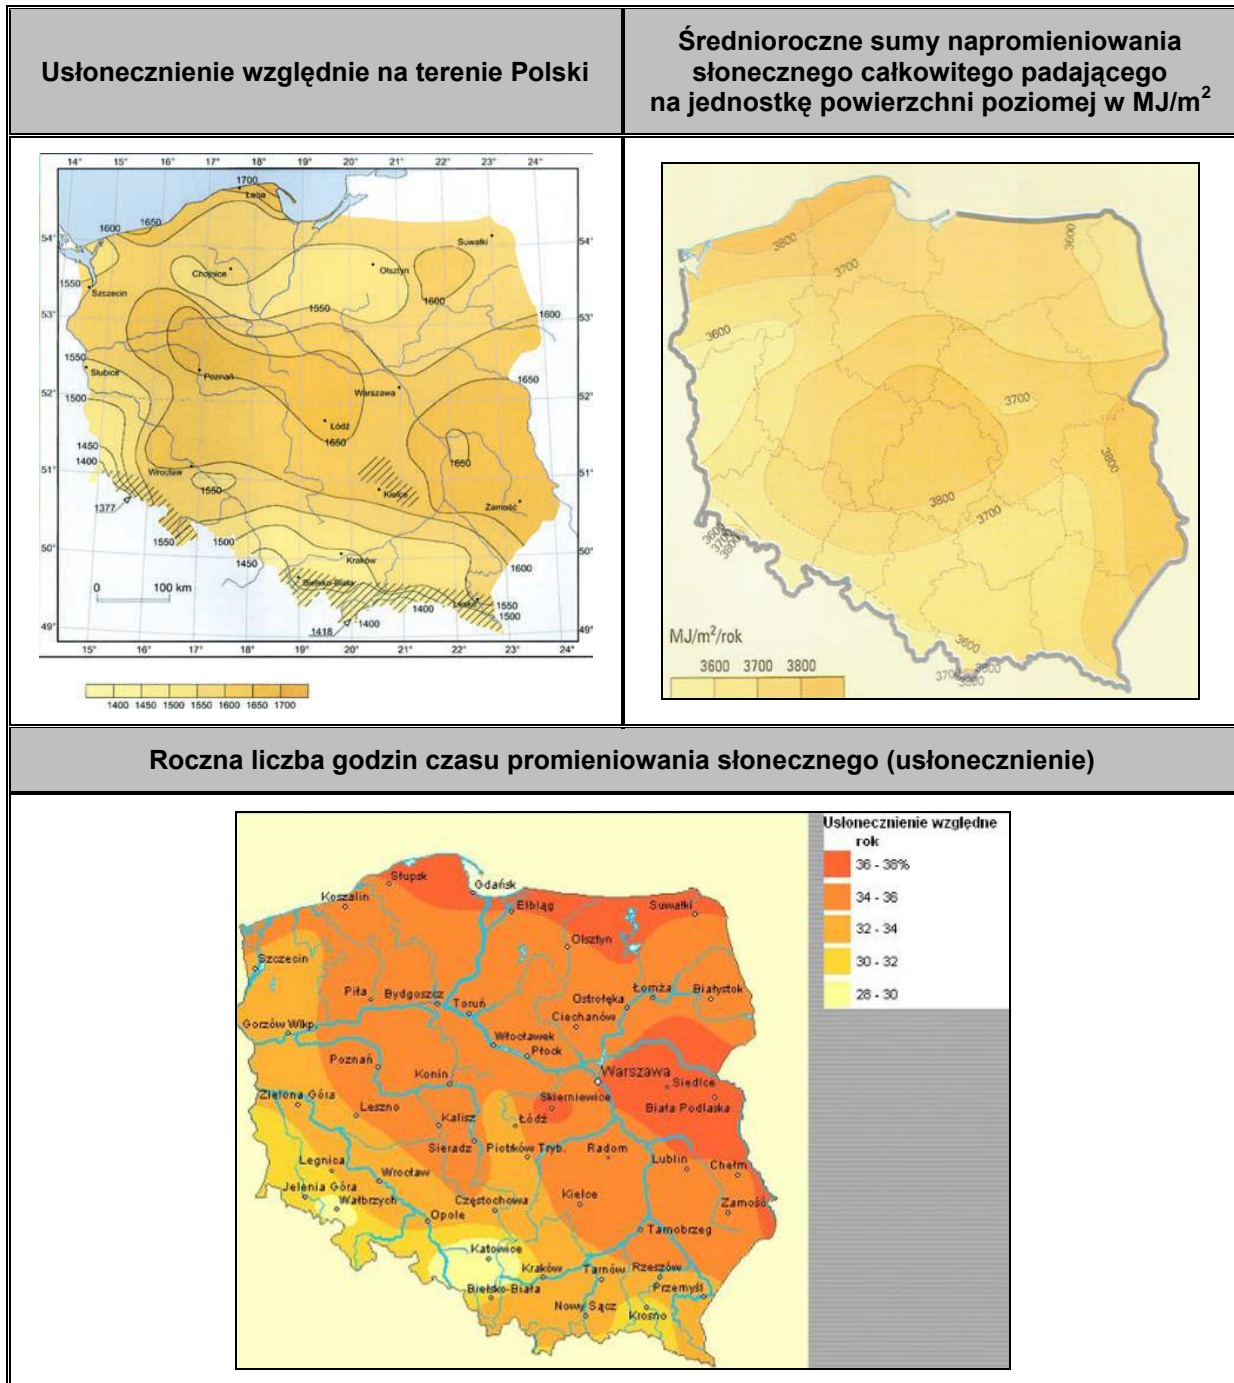 Usłonecznienie względnie na terenie Polski
Średnioroczne sumy napromieniowania
słonecznego całkowitego padającego
na jednostkę powierzchni poziomej w MJ/m²
14° 15° 16° 17° 18° 19° 20° 21° 22° 23° 24°
1700
Łeba
1650
1600
54°
54°
Suwałki
Chojnice
Olsztyn
1550
Szczecin
1550
1600
53°
53°
1600
1550
Słubice
Poznań
1650
52°
Warszawa
52°
1500
Łódź
1650
1450
1400
51°
Wrocław
1650
51°
1550
Kielce
Zamość
1377
1550
1500
50°
50°
1450
Kraków
1600
0 100 km
Bielsko-Biała
1400
Lesko
1550
1500
49°
1418
1400
49°
15° 16° 17° 18° 19° 20° 21° 22° 23° 24°
1400 1450 1500 1550 1600 1650 1700
3800
3700
3600
3600
3700
3800
3800
3700
3600
3700
3800
3600
3700
3800
3800
MJ/m²/rok
3600 3700 3800
Roczna liczba godzin czasu promieniowania słonecznego (usłonecznienie)
Usłonecznienie względne
rok
36 - 38%
34 - 36
32 - 34
30 - 32
28 - 30
Słupsk
Gdańsk
Koszalin
Elbląg
Suwałki
Olsztyn
Szczecin
Piła
Bydgoszcz
Toruń
Ostrołęka
Łomża
Białystok
Ciechanów
Gorzów Wlkp.
Włocławek
Płock
Poznań
Konin
Warszawa
Siedlce
Zielona Góra
Leszno
Skierniewice
Biała Podlaska
Kalisz
Łódź
Sieradz
Piotrków Tryb.
Radom
Lublin
Chełm
Legnica
Wrocław
Jelenia Góra
Wałbrzych
Częstochowa
Kielce
Zamość
Opole
Tarnobrzeg
Katowice
Kraków
Tarnów
Rzeszów
Bielsko-Biała
Przemyśl
Nowy Sącz
Krosno